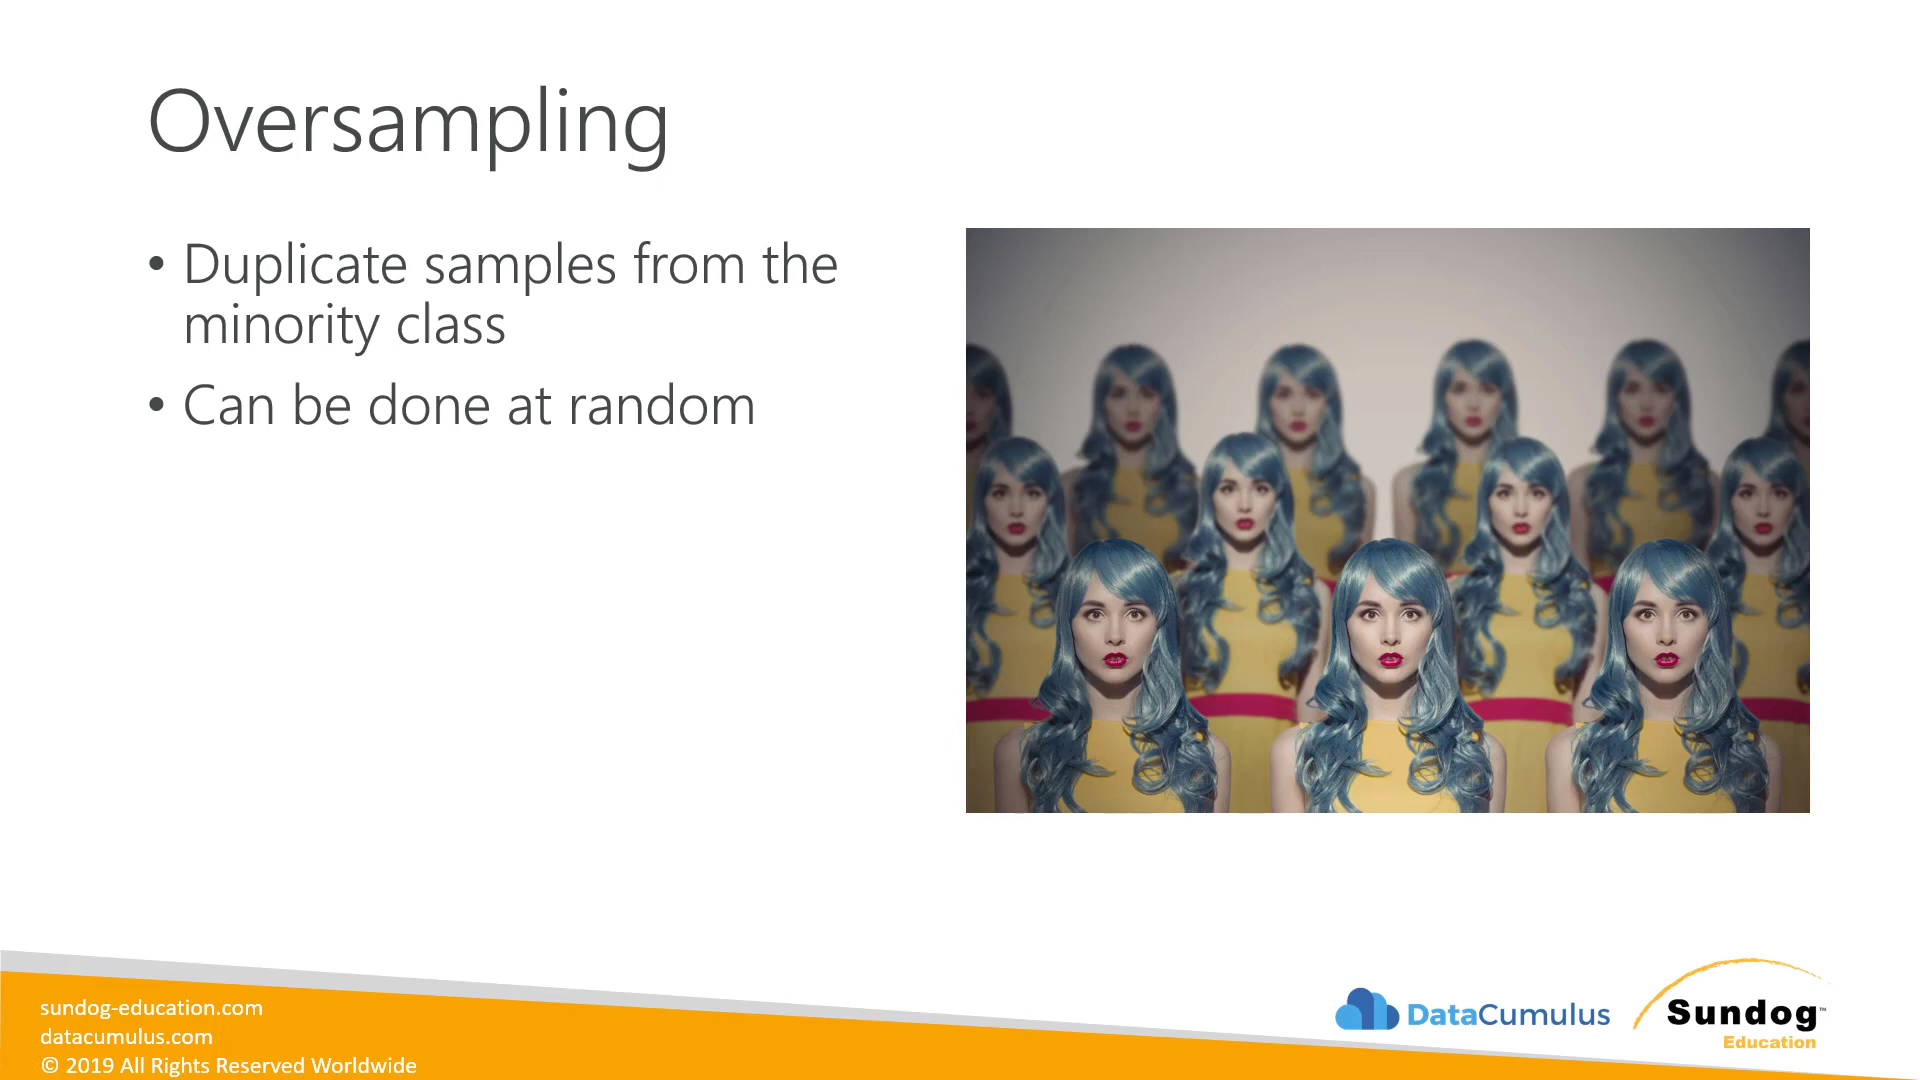 Oversampling
• Duplicate samples from the
minority class
• Can be done at random
sundog-education.com
datacumulus.com
© 2019 All Rights Reserved Worldwide
DataCumulus
Sundog™
Education